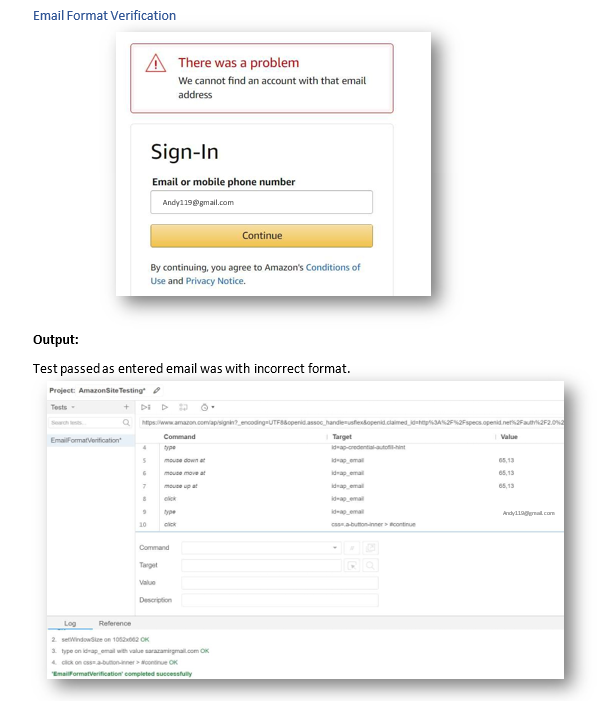 Email Format Verification
There was a problem
We cannot find an account with that email
address
Sign-In
Email or mobile phone number
Andy119@gmail.com
Continue
By continuing, you agree to Amazon's Conditions of
Use and Privacy Notice.
Output:
Test passed as entered email was with incorrect format.
Project: AmazonSiteTesting*
Tests
Search tests...
https://www.amazon.com/ap/signin?_encoding=UTF8&openid.assoc_handle=usflex&openid.claimed_id=http%3A%2F%2Fspecs.openid.net%2Fauth%2F2.0%2
EmailFormatVerification*
Command Target Value
4 type id=ap-credential-autofill-hint
5 mouse down at id=ap_email 65,13
6 mouse move at id=ap_email 65,13
7 mouse up at id=ap_email 65,13
8 click id=ap_email
9 type id=ap_email Andy119@gmail.com
10 click css=.a-button-inner > #continue
Command
Target
Value
Description
Log Reference
2. setWindowSize on 1052x662 OK
3. type on id=ap_email with value sarazamirgmail.com OK
4. click on css=.a-button-inner > #continue OK
'EmailFormatVerification' completed successfully